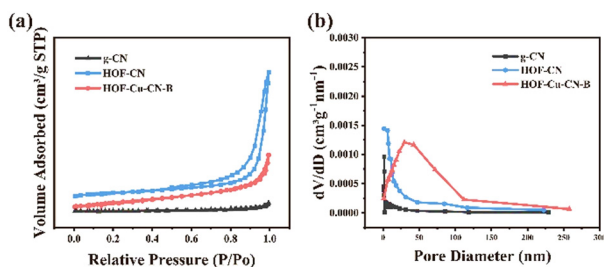 (a)
g-CN
HOF-CN
HOF-Cu-CN-B
Volume Adsorbed (cm³/g STP)
0.0 0.2 0.4 0.6 0.8 1.0
Relative Pressure (P/Po)
(b)
0.0030
0.0025
0.0020
0.0015
0.0010
0.0005
0.0000
g-CN
HOF-CN
HOF-Cu-CN-B
dV/dD (cm³g⁻¹nm⁻¹)
0 50 100 150 200 250 30
Pore Diameter (nm)